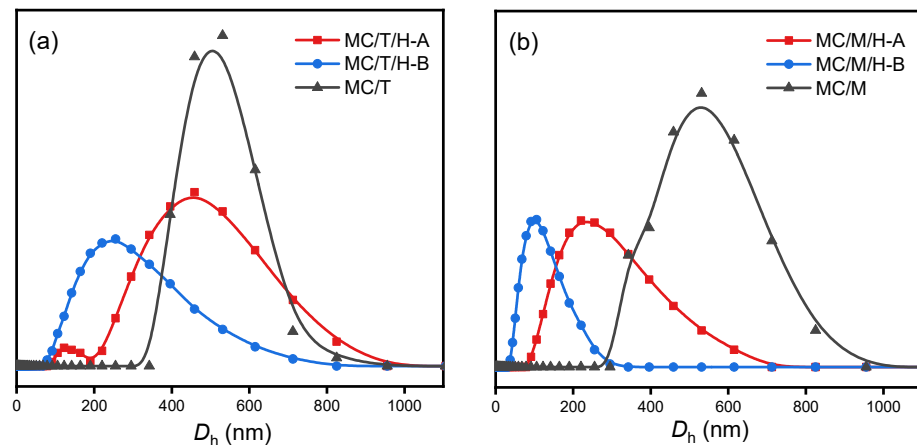 (a)
MC/T/H-A
MC/T/H-B
MC/T
0 200 400 600 800 1000
Dh (nm)
(b)
MC/M/H-A
MC/M/H-B
MC/M
0 200 400 600 800 1000
Dh (nm)